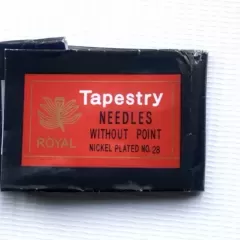 Tapestry
NEEDLES
WITHOUT POINT
NICKEL PLATED NO.28
ROYAL